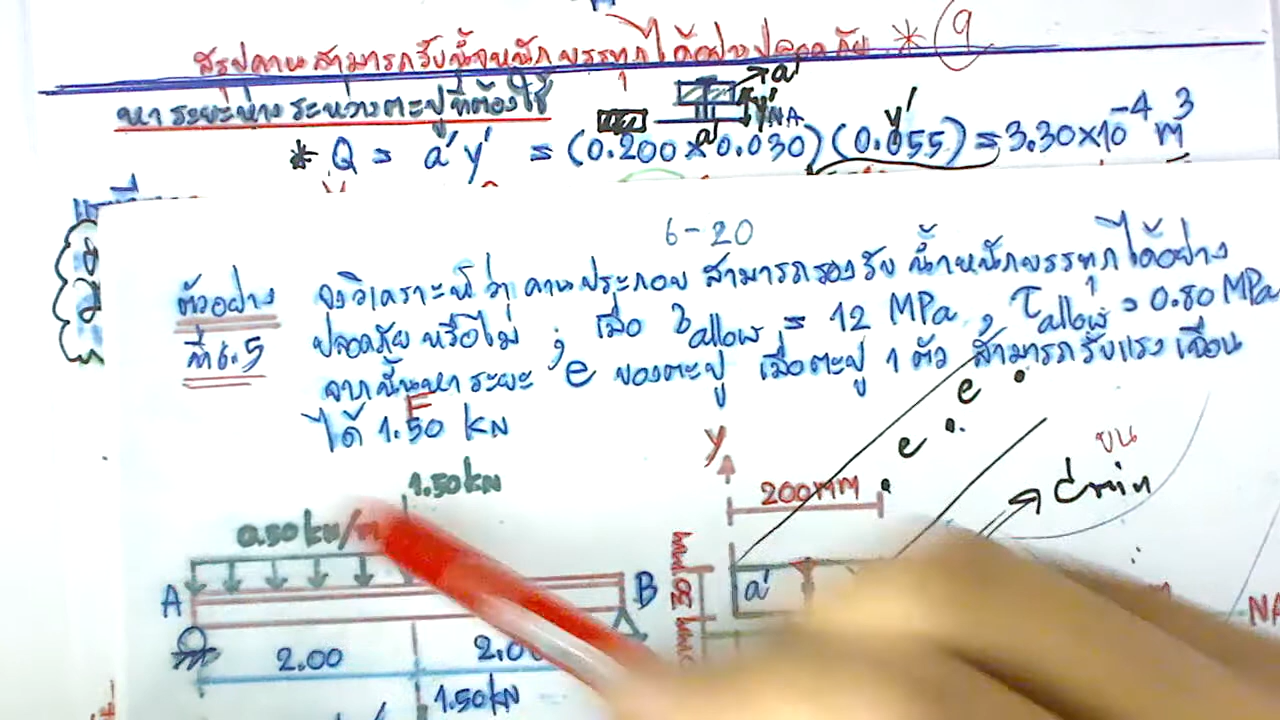 สรุปคานสามารถรับน้ำหนักบรรทุกได้อย่างปลอดภัย * 9
หาระยะห่างระหว่างตะปูที่ต้องใช้
a' y' NA
* Q = a'y' = (0.200 x 0.030)(0.055) = 3.30x10⁻⁴ m³
a' y'
6-20
ตัวอย่าง จงวิเคราะห์ว่า คานประกอบ สามารถรองรับ น้ำหนักบรรทุกได้อย่าง
ที่ 6.5 ปลอดภัย หรือไม่ ; เมื่อ allow = 12 MPa , τallow = 0.80 MPa
จากนั้นหาระยะ e ของตะปู เมื่อตะปู 1 ตัว สามารถรับแรงเฉือน
ได้ 1.50 kN
F
e
e
บน
emin
y
200mm
1.50kN
0.50 kN/m
30 mm
a'
A B
NA
2.00
1.50kN